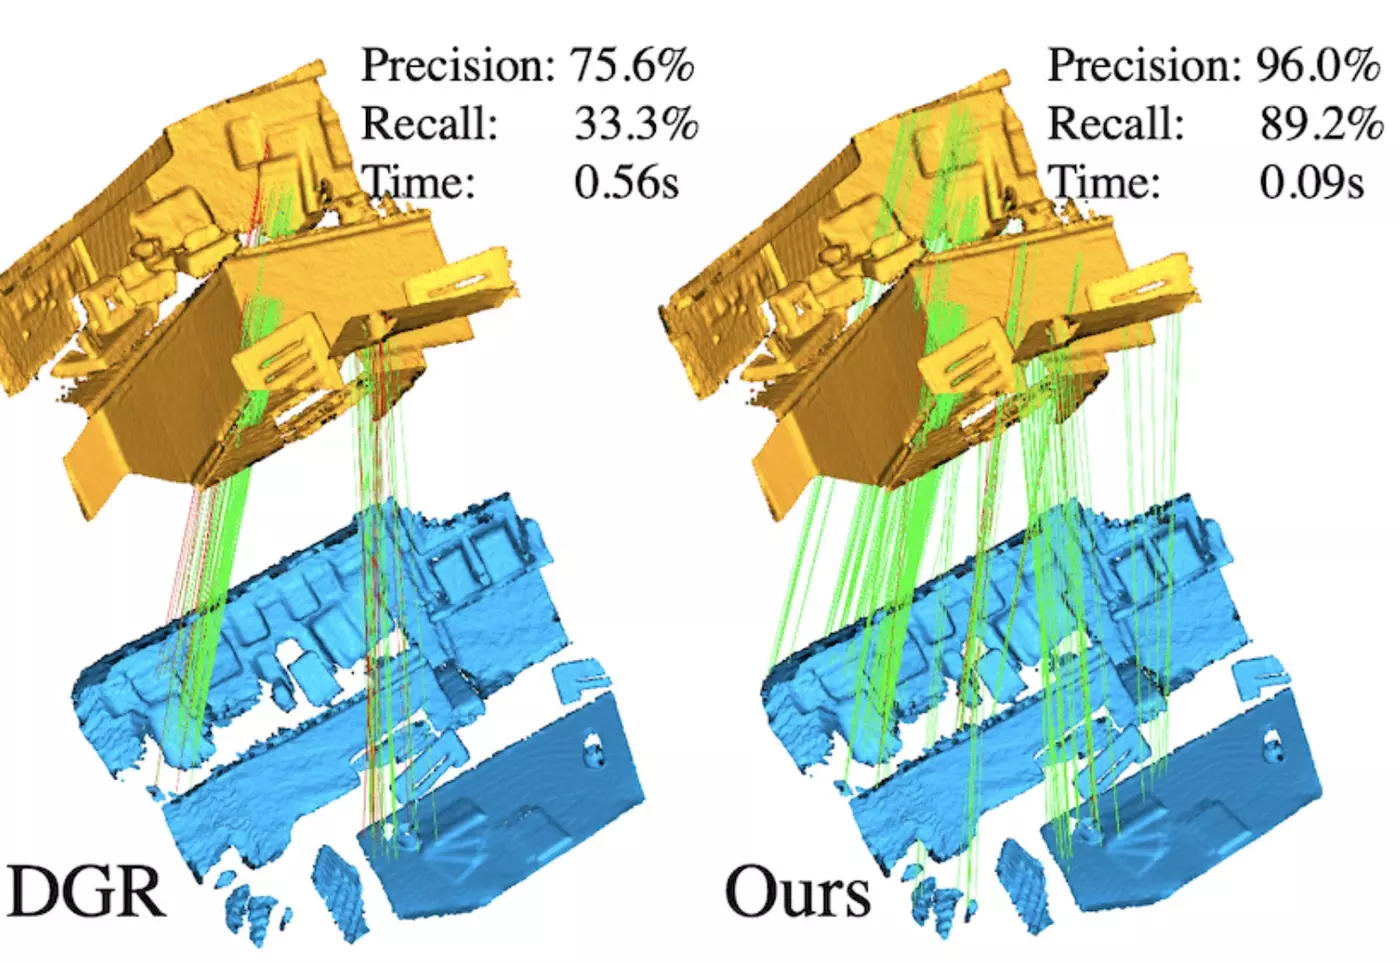 Precision: 75.6%
Recall: 33.3%
Time: 0.56s
Precision: 96.0%
Recall: 89.2%
Time: 0.09s
DGR
Ours